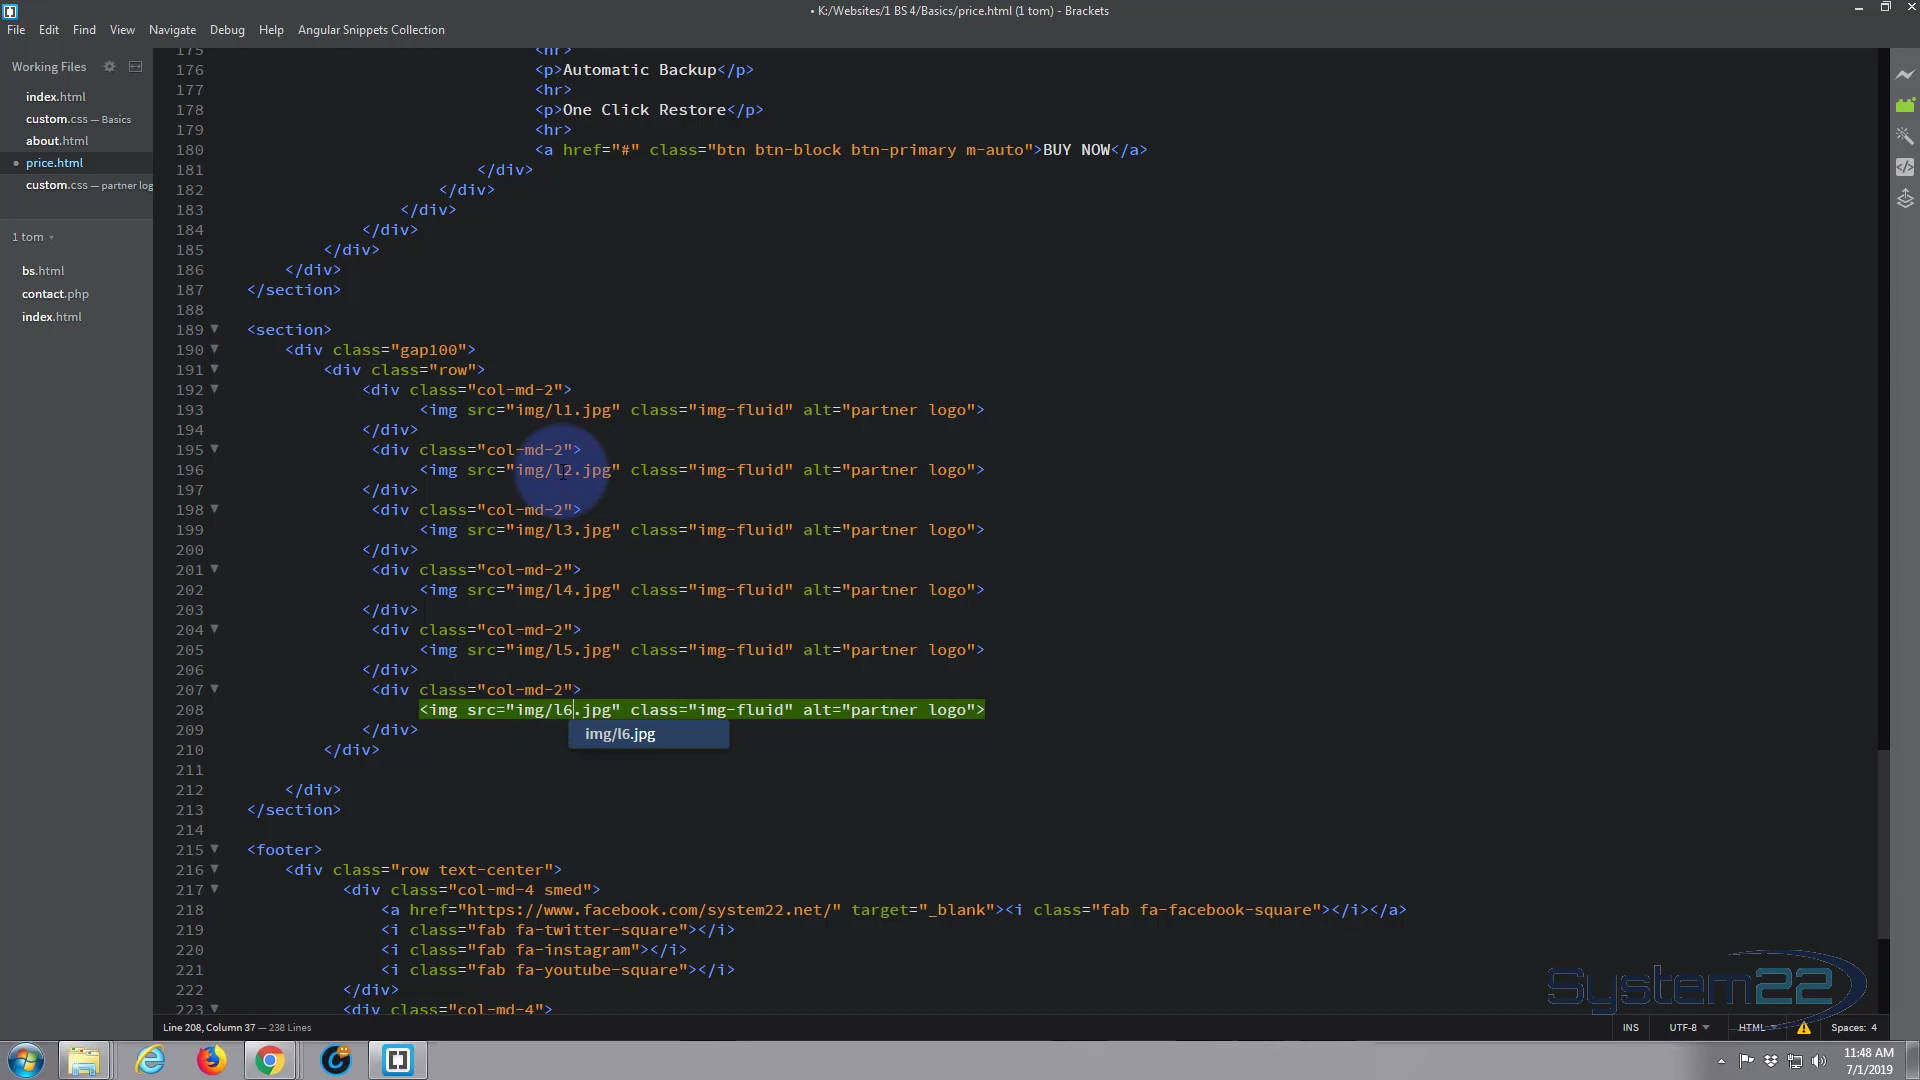 • K:/Websites/1 BS 4/Basics/price.html (1 tom) - Brackets
File Edit Find View Navigate Debug Help Angular Snippets Collection
Working Files
index.html
custom.css — Basics
about.html
• price.html
custom.css — partner log
1 tom
bs.html
contact.php
index.html
175 <hr>
176 <p>Automatic Backup</p>
177 <hr>
178 <p>One Click Restore</p>
179 <hr>
180 <a href="#" class="btn btn-block btn-primary m-auto">BUY NOW</a>
181 </div>
182 </div>
183 </div>
184 </div>
185 </div>
186 </div>
187 </section>
188
189 <section>
190 <div class="gap100">
191 <div class="row">
192 <div class="col-md-2">
193 <img src="img/l1.jpg" class="img-fluid" alt="partner logo">
194 </div>
195 <div class="col-md-2">
196 <img src="img/l2.jpg" class="img-fluid" alt="partner logo">
197 </div>
198 <div class="col-md-2">
199 <img src="img/l3.jpg" class="img-fluid" alt="partner logo">
200 </div>
201 <div class="col-md-2">
202 <img src="img/l4.jpg" class="img-fluid" alt="partner logo">
203 </div>
204 <div class="col-md-2">
205 <img src="img/l5.jpg" class="img-fluid" alt="partner logo">
206 </div>
207 <div class="col-md-2">
208 <img src="img/l6.jpg" class="img-fluid" alt="partner logo">
209 </div>
img/l6.jpg
210 </div>
211
212 </div>
213 </section>
214
215 <footer>
216 <div class="row text-center">
217 <div class="col-md-4 smed">
218 <a href="https://www.facebook.com/system22.net/" target="_blank"><i class="fab fa-facebook-square"></i></a>
219 <i class="fab fa-twitter-square"></i>
220 <i class="fab fa-instagram"></i>
221 <i class="fab fa-youtube-square"></i>
222 </div>
223 <div class="col-md-4">
System22
Line 208, Column 37 — 238 Lines
INS UTF-8 HTML Spaces: 4
11:48 AM
7/1/2019